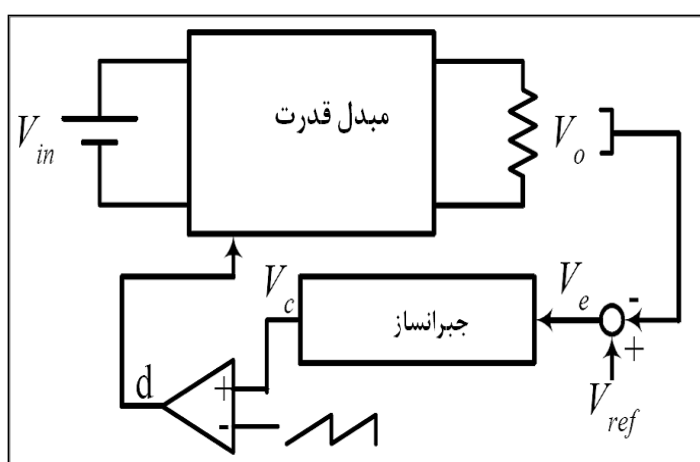 مبدل قدرت
V_in
V_o
V_c
جبرانساز
V_e
-
+
V_ref
d
+
-